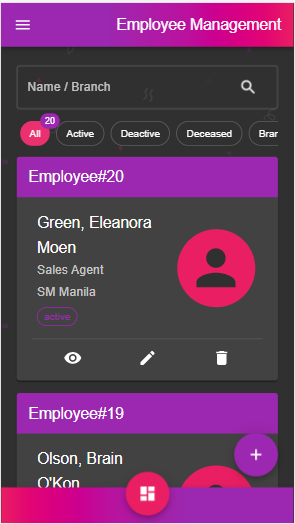 Employee Management
Name / Branch
20
All
Active
Deactive
Deceased
Bran
Employee#20
Green, Eleanora
Moen
Sales Agent
SM Manila
active
Employee#19
Olson, Brain
O'Kon